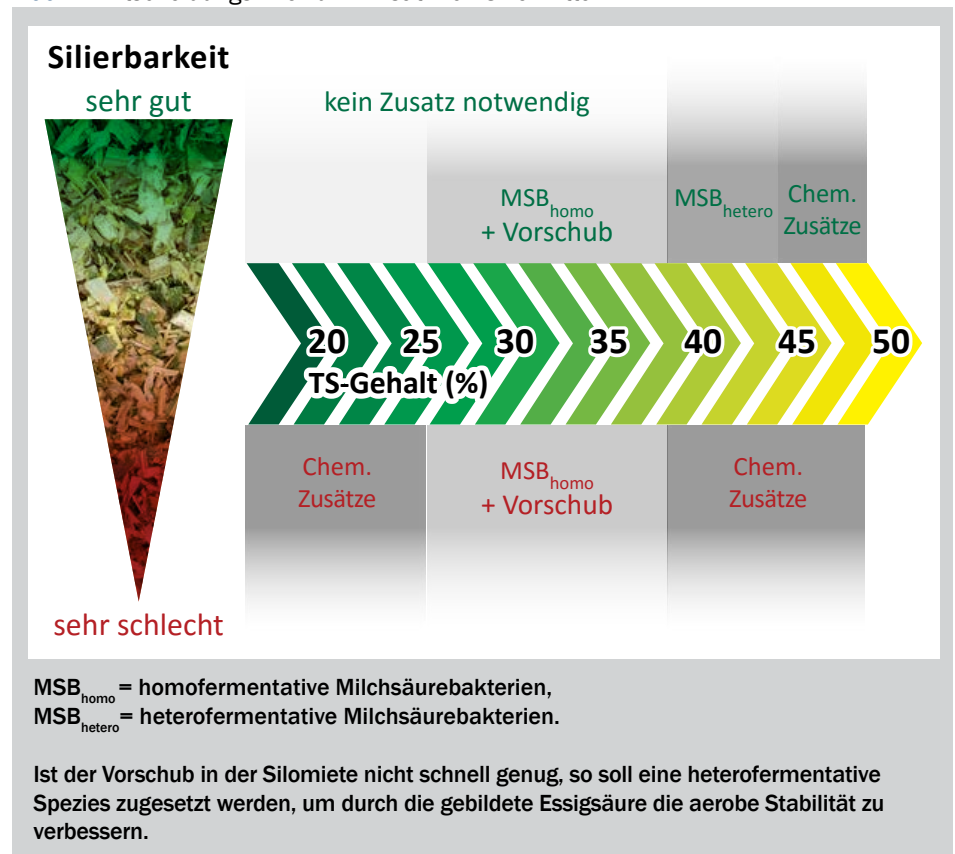 Silierbarkeit
sehr gut
kein Zusatz notwendig
MSBhomo
+ Vorschub
MSBhetero
Chem.
Zusätze
20 25 30 35 40 45 50
TS-Gehalt (%)
Chem.
Zusätze
MSBhomo
+ Vorschub
Chem.
Zusätze
sehr schlecht
MSBhomo = homofermentative Milchsäurebakterien,
MSBhetero= heterofermentative Milchsäurebakterien.
Ist der Vorschub in der Silomiete nicht schnell genug, so soll eine heterofermentative
Spezies zugesetzt werden, um durch die gebildete Essigsäure die aerobe Stabilität zu
verbessern.